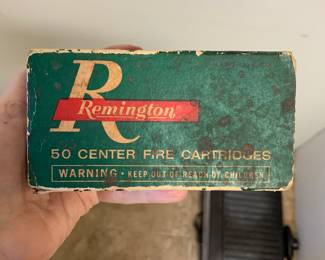 R
Remington
50 CENTER FIRE CARTRIDGES
WARNING • KEEP OUT OF REACH OF CHILDREN